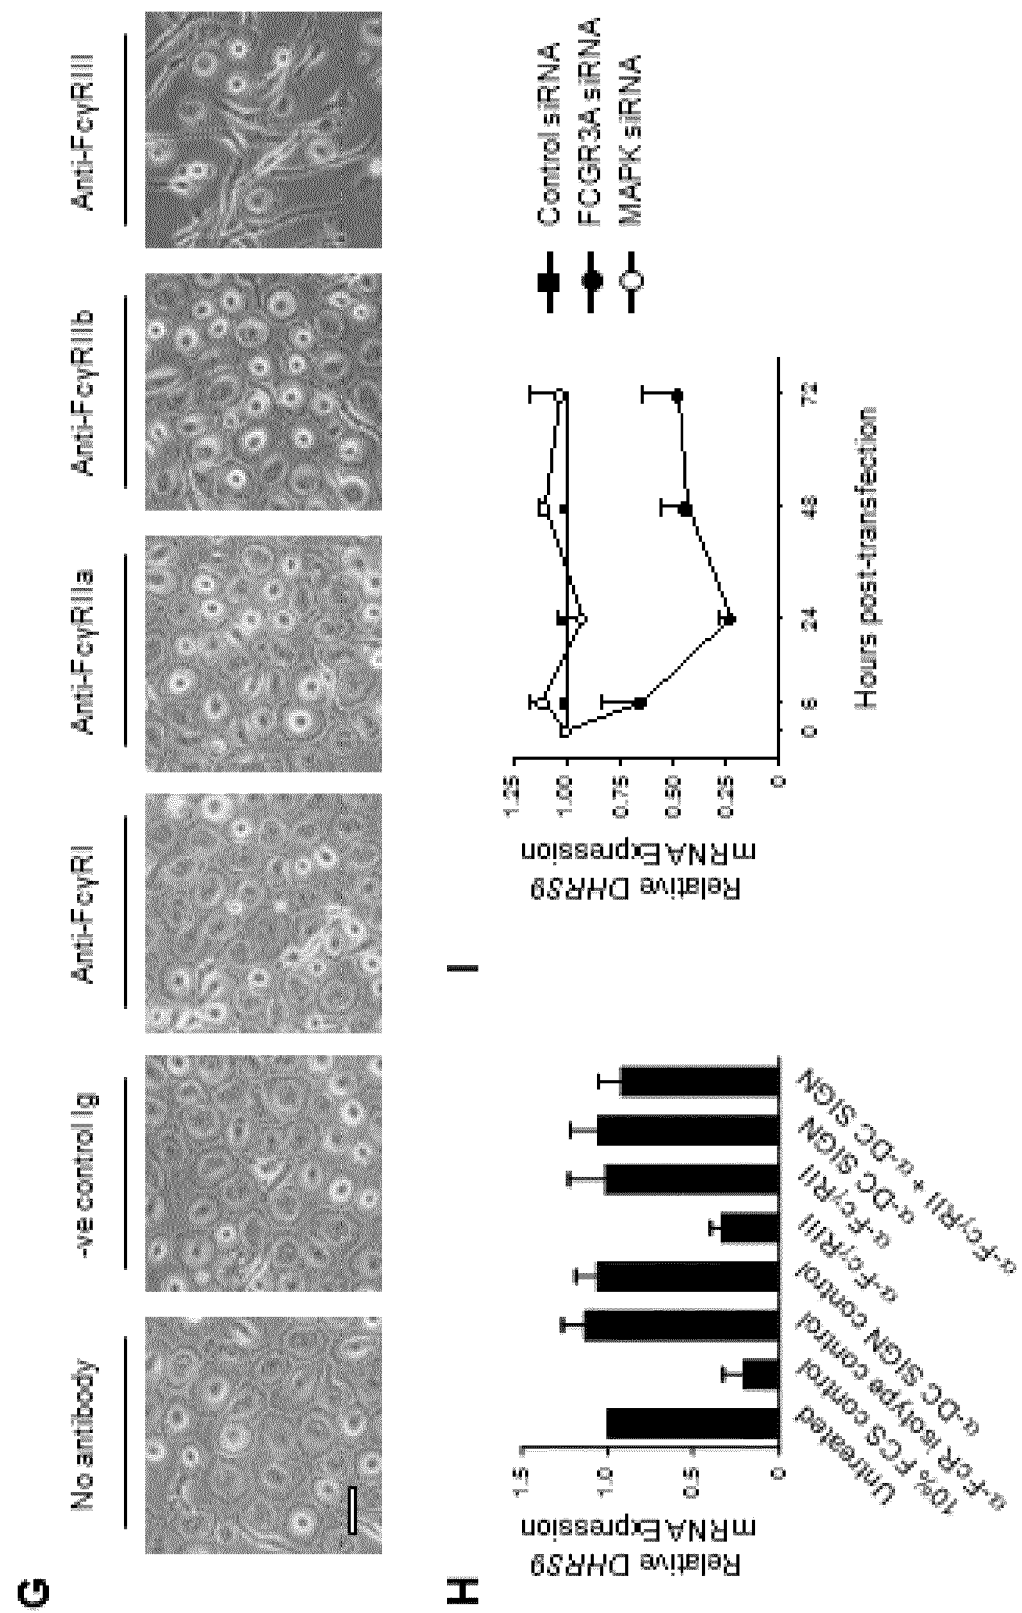 G
No antibody
-ve control Ig
Anti-FcγRI
Anti-FcγRIIa
Anti-FcγRIIb
Anti-FcγRIII
H
Relative DHRS9
mRNA Expression
1.5
1.0
0.5
0
Untreated
10% FCS control
α-FcR isotype control
α-DC SIGN control
α-FcγRIII
α-FcγRII
α-DC SIGN
α-FcγRII + α-DC SIGN
I
Relative DHRS9
mRNA Expression
1.25
1.00
0.75
0.50
0.25
0
0 6 24 48 72
Hours post-transfection
Control siRNA
FCGR3A siRNA
MAPK siRNA